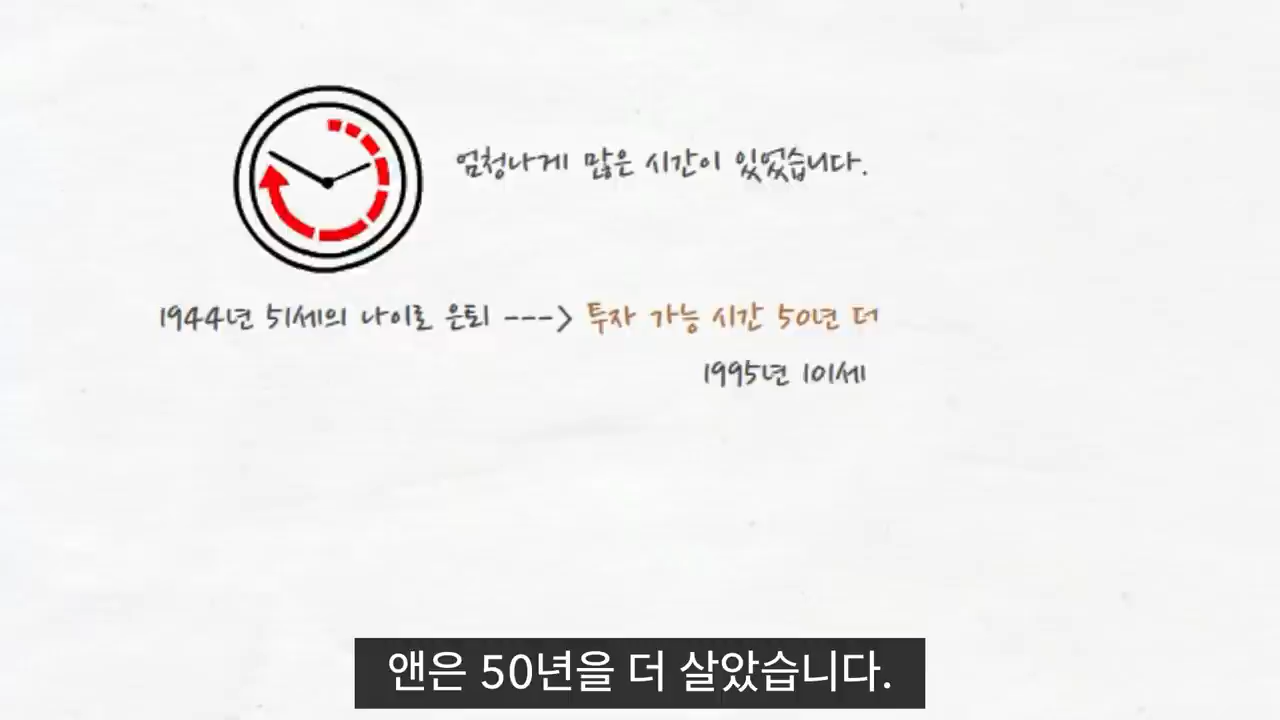 엄청나게 많은 시간이 있었습니다.
1944년 51세의 나이로 은퇴 ---> 투자 가능 시간 50년 더
1995년 101세
앤은 50년을 더 살았습니다.